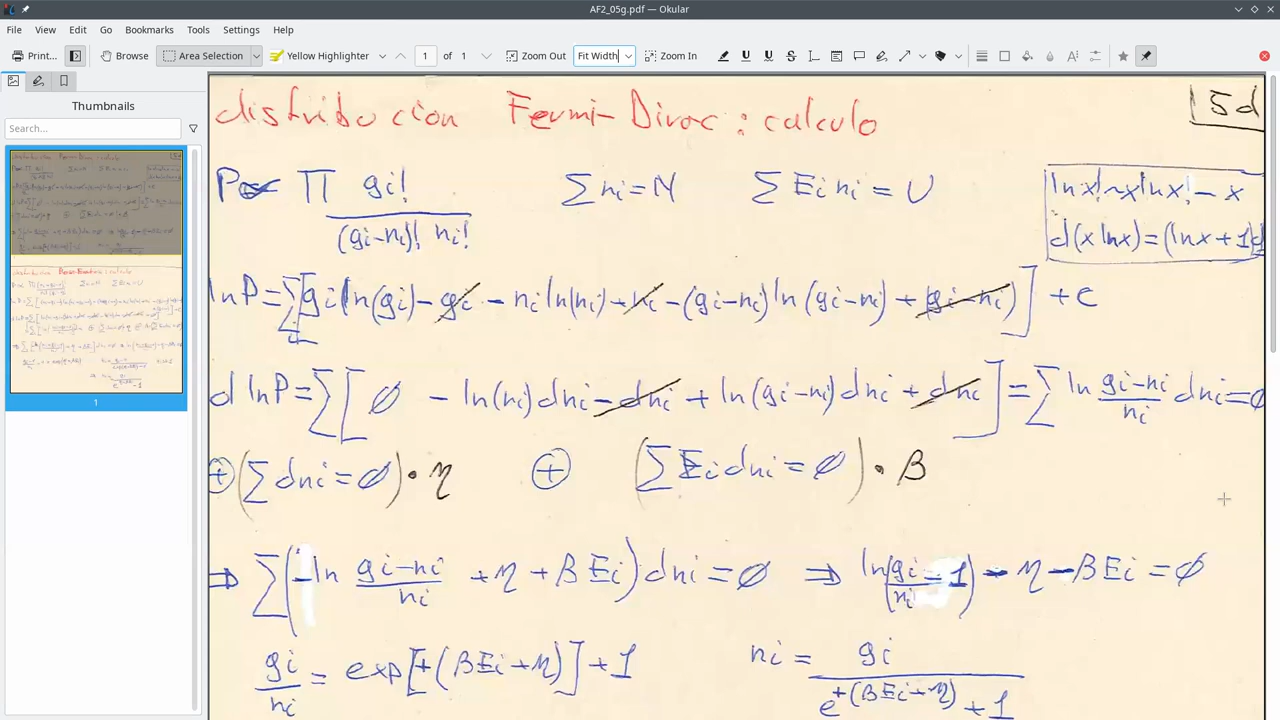 AF2_05g.pdf — Okular
File View Edit Go Bookmarks Tools Settings Help
Print... Browse Area Selection Yellow Highlighter 1 of 1 Zoom Out Fit Width Zoom In
Thumbnails
Search...
1
distribucion Fermi-Dirac: calculo 15d
P∝ Π gi!/((gi-ni)! ni!) Σ ni = N Σ Ei ni = U
ln x! ~ x ln x! - x
d(x ln x) = (ln x + 1)d
ln P = Σi [gi ln(gi) - gi - ni ln(ni) + ni - (gi-ni) ln (gi-ni) + (gi-ni)] + c
d ln P = Σ [ø - ln(ni) dni - dni + ln(gi-ni) dni + dni] = Σ ln (gi-ni)/ni dni = ø
⊕ (Σ dni = ø) · η ⊕ (Σ Ei dni = ø) · β
⇒ Σ (-ln (gi-ni)/ni + η + β Ei) dni = ø ⇒ ln(gi/ni - 1) - η - β Ei = ø
gi/ni = exp[+(β Ei + η)] + 1 ni = gi/(e^+(βEi+η) + 1)